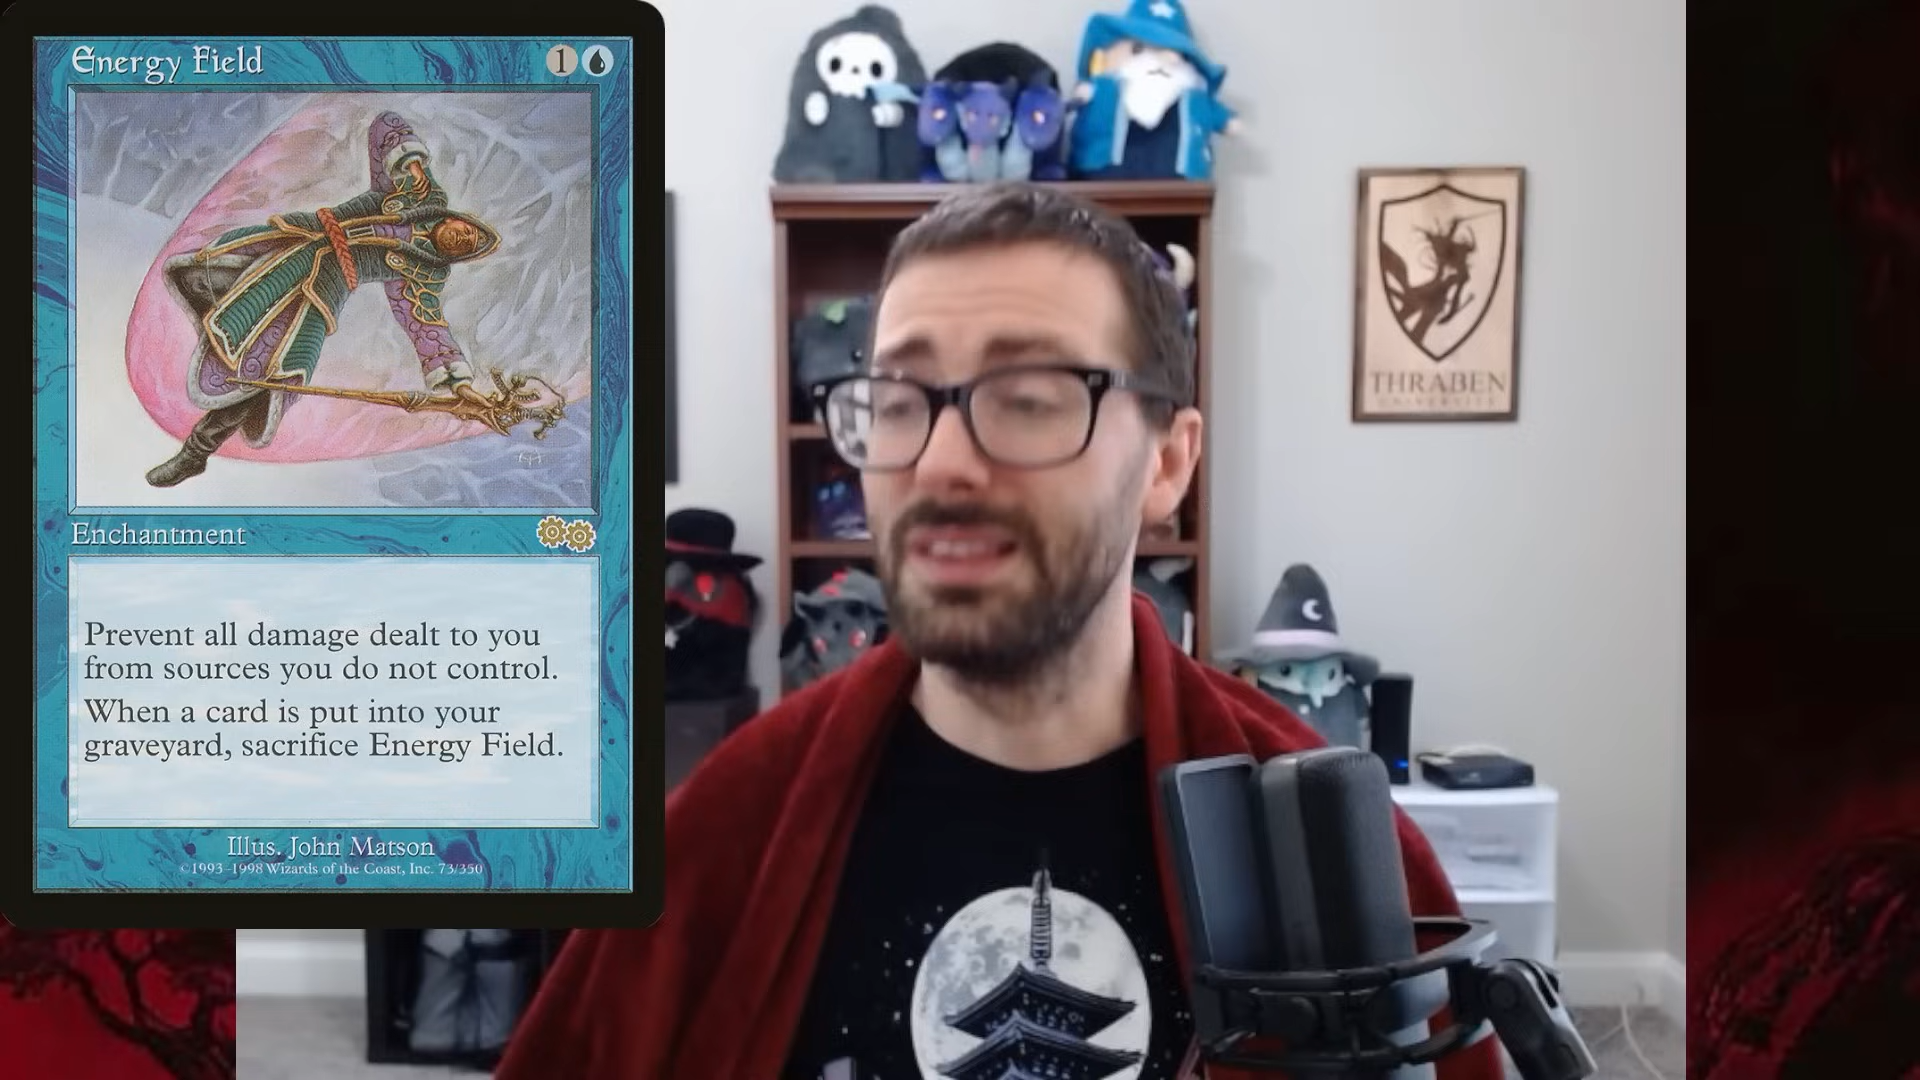 Energy Field
1
Enchantment
Prevent all damage dealt to you
from sources you do not control.
When a card is put into your
graveyard, sacrifice Energy Field.
Illus. John Matson
©1993-1998 Wizards of the Coast, Inc. 73/350
THRABEN
UNIVERSITY